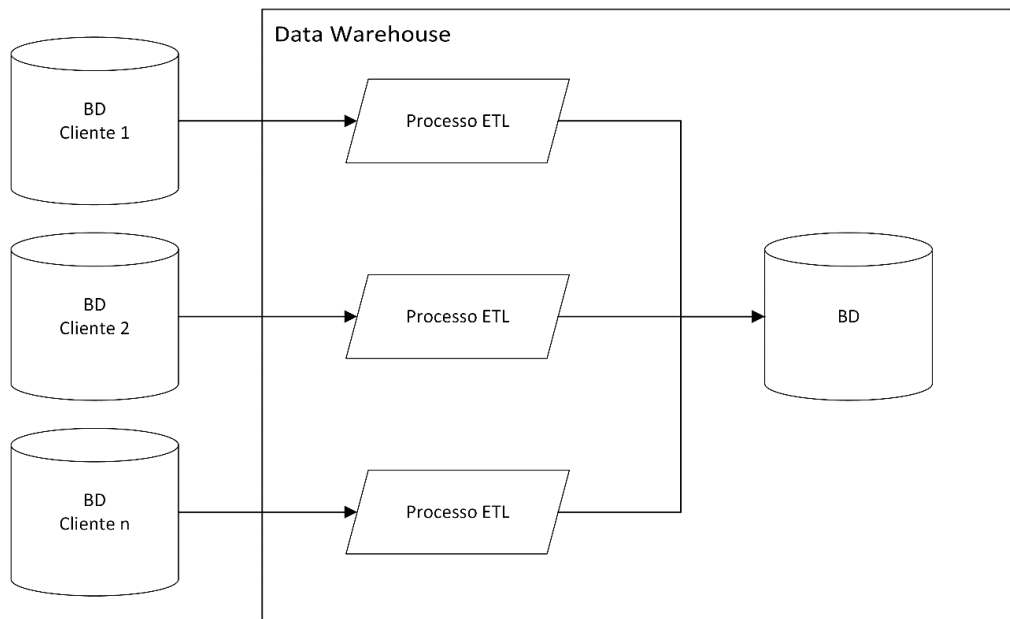 Data Warehouse
BD
Cliente 1
Processo ETL
BD
Cliente 2
Processo ETL
BD
BD
Cliente n
Processo ETL